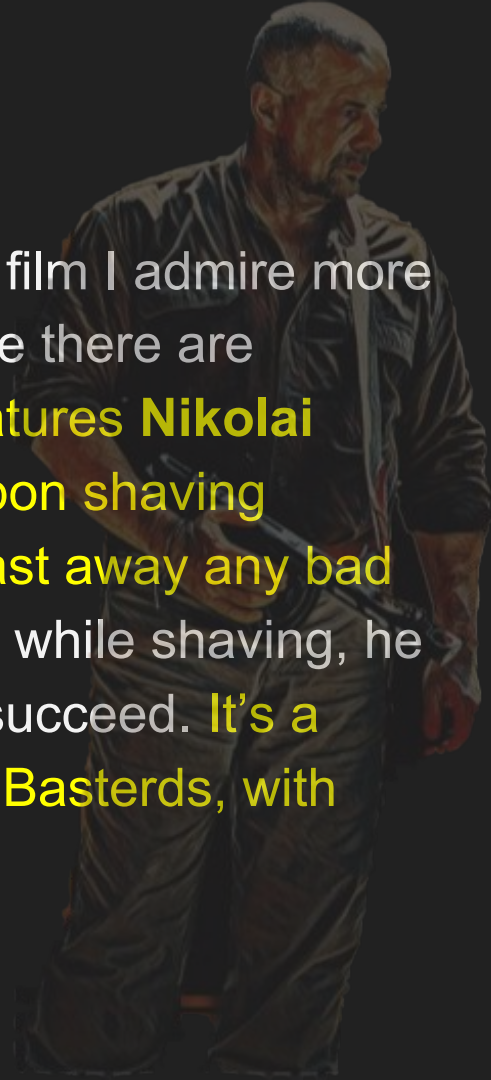 film I admire more
e there are
atures Nikolai
oon shaving
ast away any bad
while shaving, he
succeed. It’s a
Basterds, with